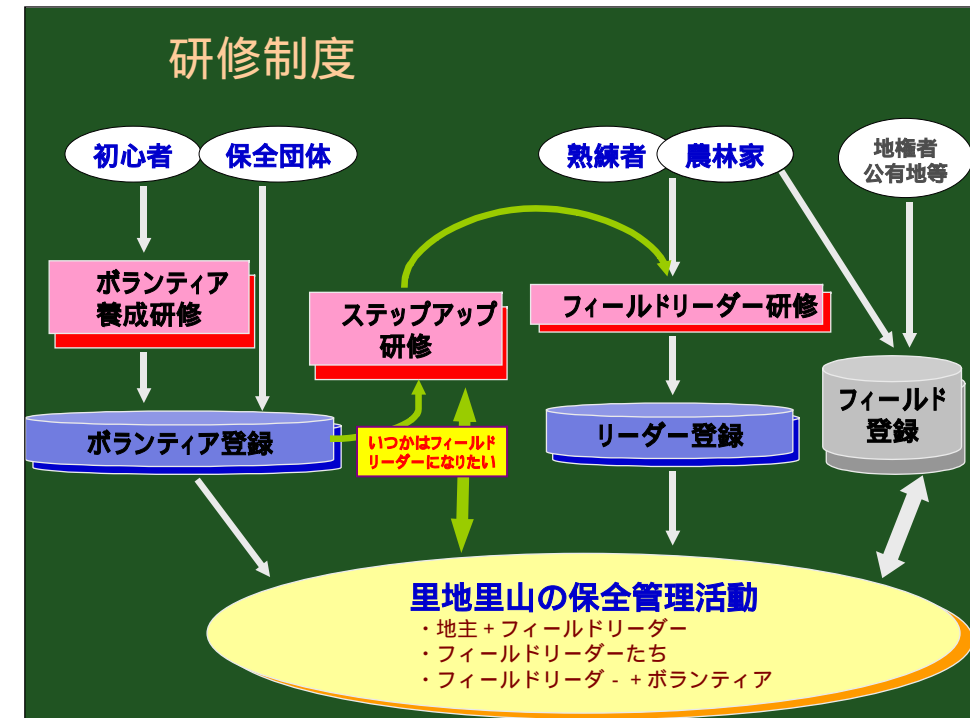 研修制度
初心者
保全団体
熟練者
農林家
地権者
公有地等
ボランティア
養成研修
ステップアップ
研修
フィールドリーダー研修
ボランティア登録
いつかはフィールド
リーダーになりたい
リーダー登録
フィールド
登録
里地里山の保全管理活動
・地主+フィールドリーダー
・フィールドリーダーたち
・フィールドリーダ-+ボランティア